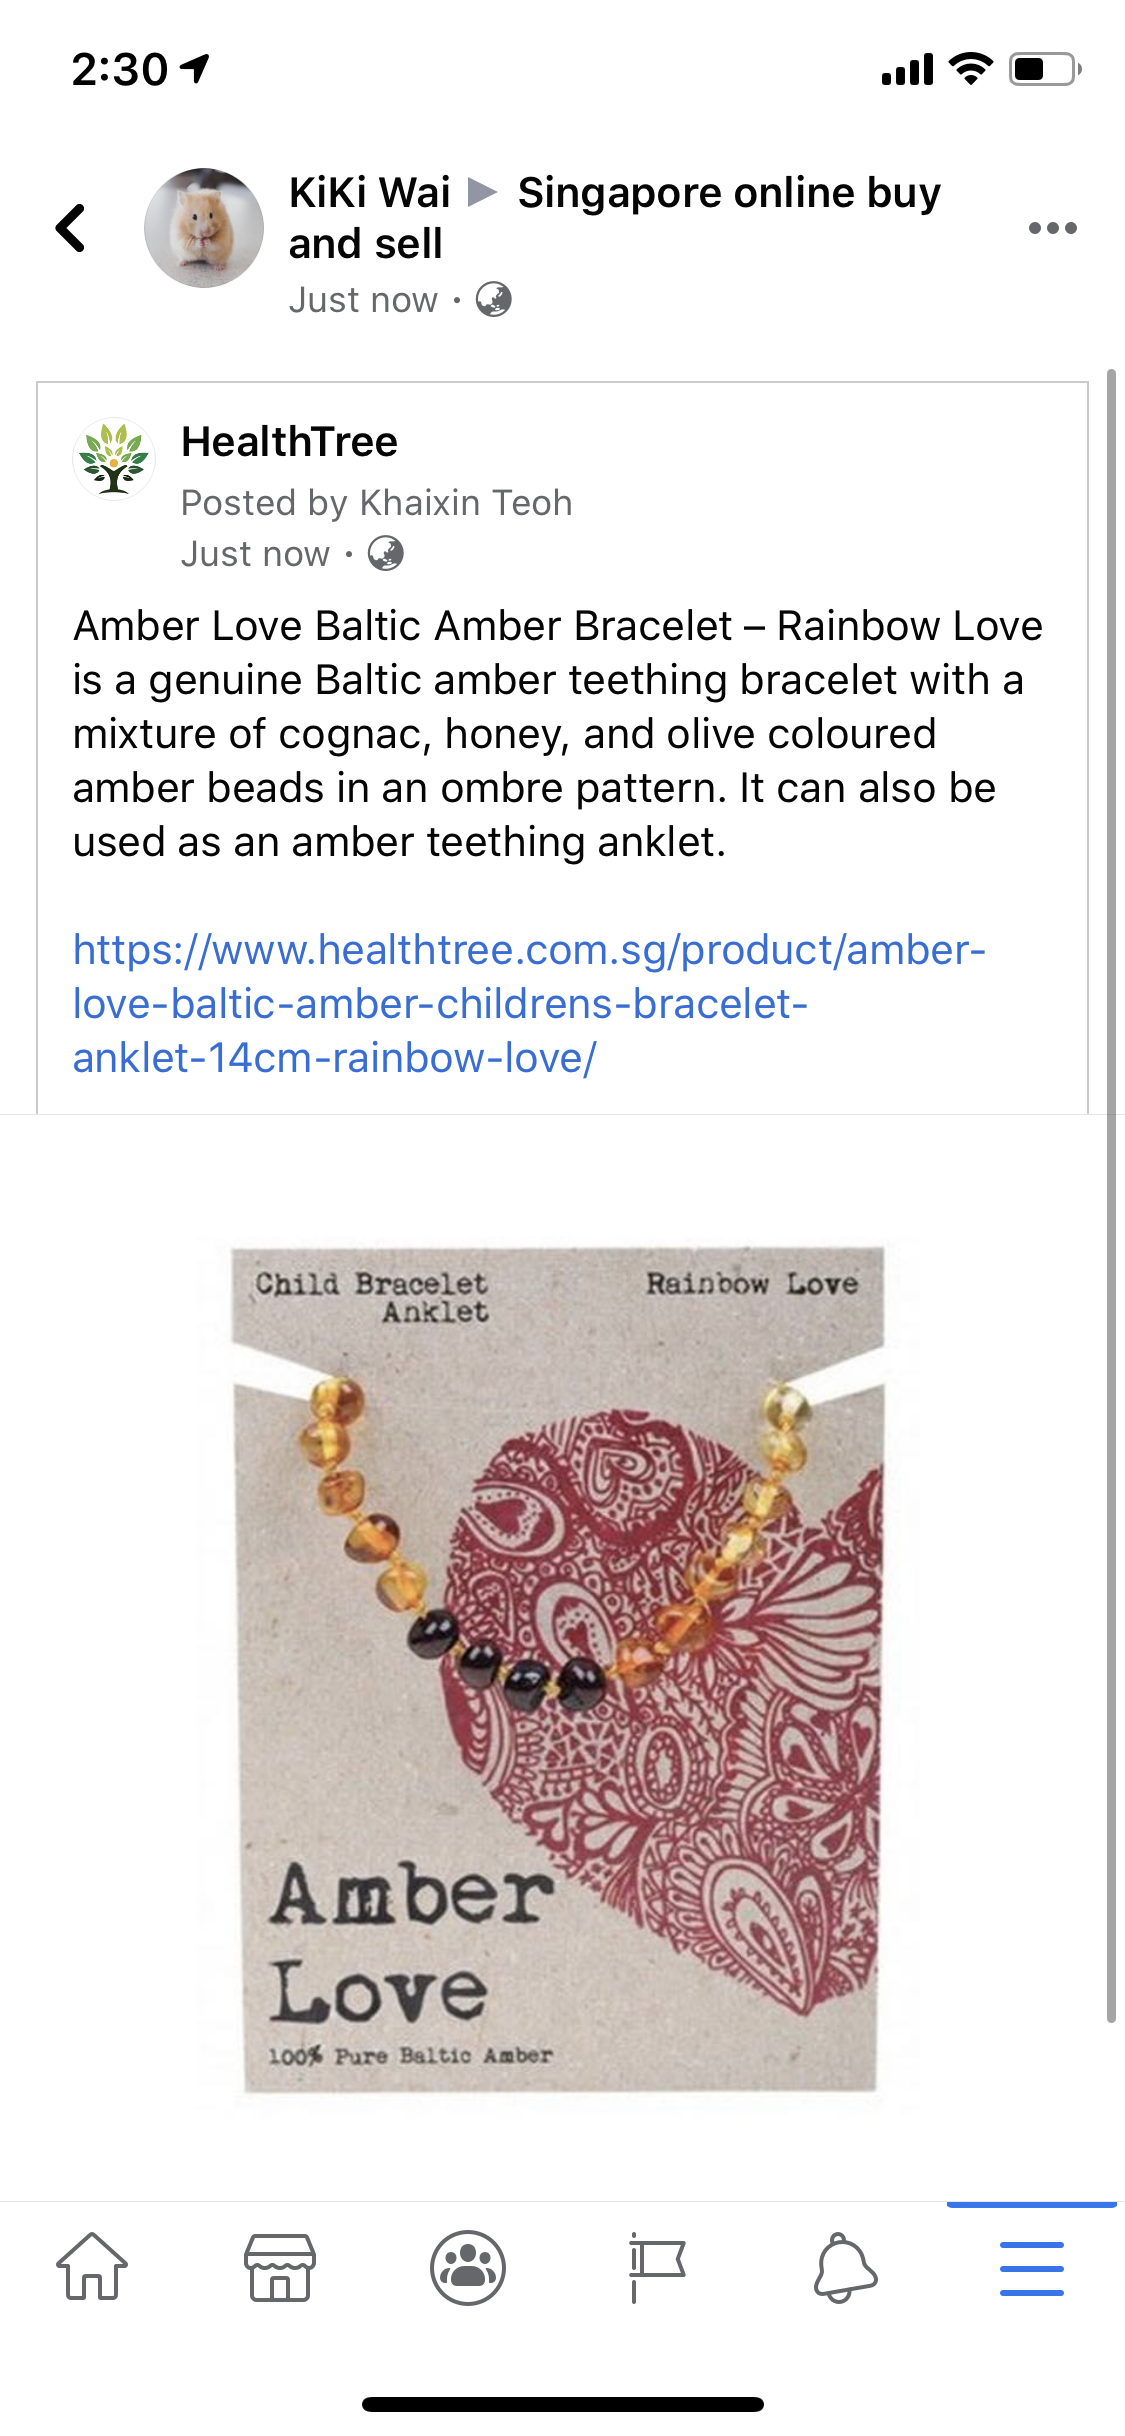 2:30
KiKi Wai ▶ Singapore online buy
and sell
Just now ·
HealthTree
Posted by Khaixin Teoh
Just now ·
Amber Love Baltic Amber Bracelet – Rainbow Love
is a genuine Baltic amber teething bracelet with a
mixture of cognac, honey, and olive coloured
amber beads in an ombre pattern. It can also be
used as an amber teething anklet.
https://www.healthtree.com.sg/product/amber-
love-baltic-amber-childrens-bracelet-
anklet-14cm-rainbow-love/
Child Bracelet
Anklet
Rainbow Love
Amber
Love
100% Pure Baltic Amber